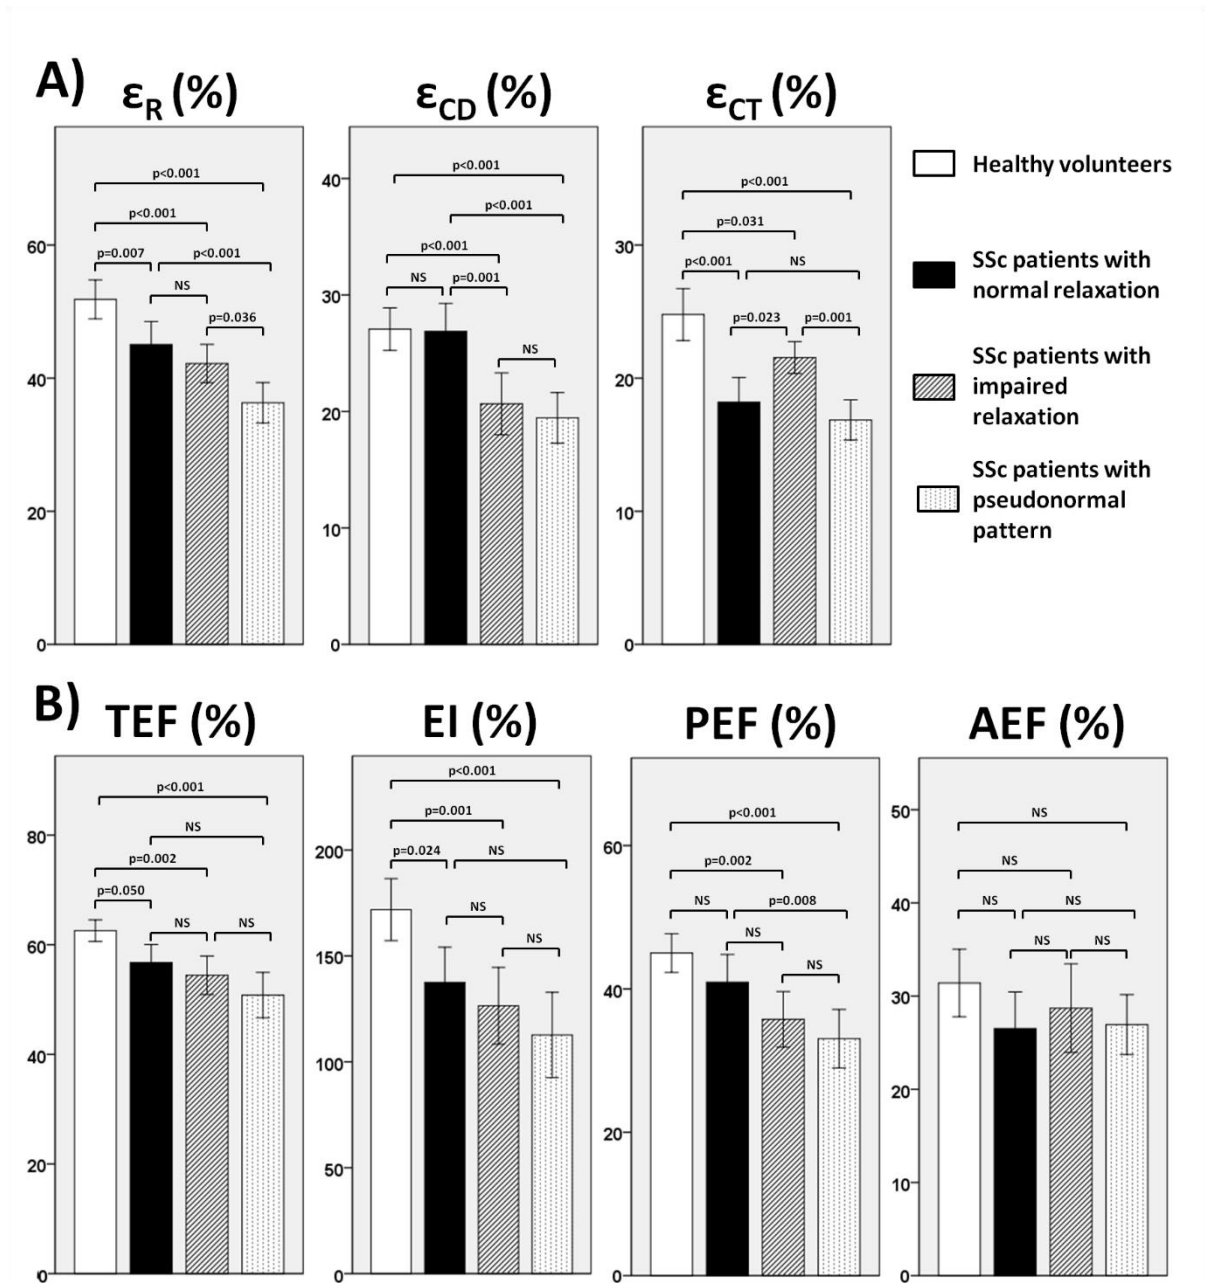 A)
εR (%)
εCD (%)
εCT (%)
60
40
20
0
p<0.001
p<0.001
p=0.007
p<0.001
NS
p=0.036
40
30
20
10
0
p<0.001
p<0.001
p<0.001
NS
p=0.001
NS
30
20
10
0
p<0.001
p=0.031
p<0.001
NS
p=0.023
p=0.001
Healthy volunteers
SSc patients with
normal relaxation
SSc patients with
impaired
relaxation
SSc patients with
pseudonormal
pattern
B)
TEF (%)
EI (%)
PEF (%)
AEF (%)
80
60
40
20
0
p<0.001
NS
p=0.002
p=0.050
NS
NS
200
150
100
50
0
p<0.001
p=0.001
p=0.024
NS
NS
NS
60
40
20
0
p<0.001
p=0.002
NS
p=0.008
NS
NS
50
40
30
20
10
0
NS
NS
NS
NS
NS
NS